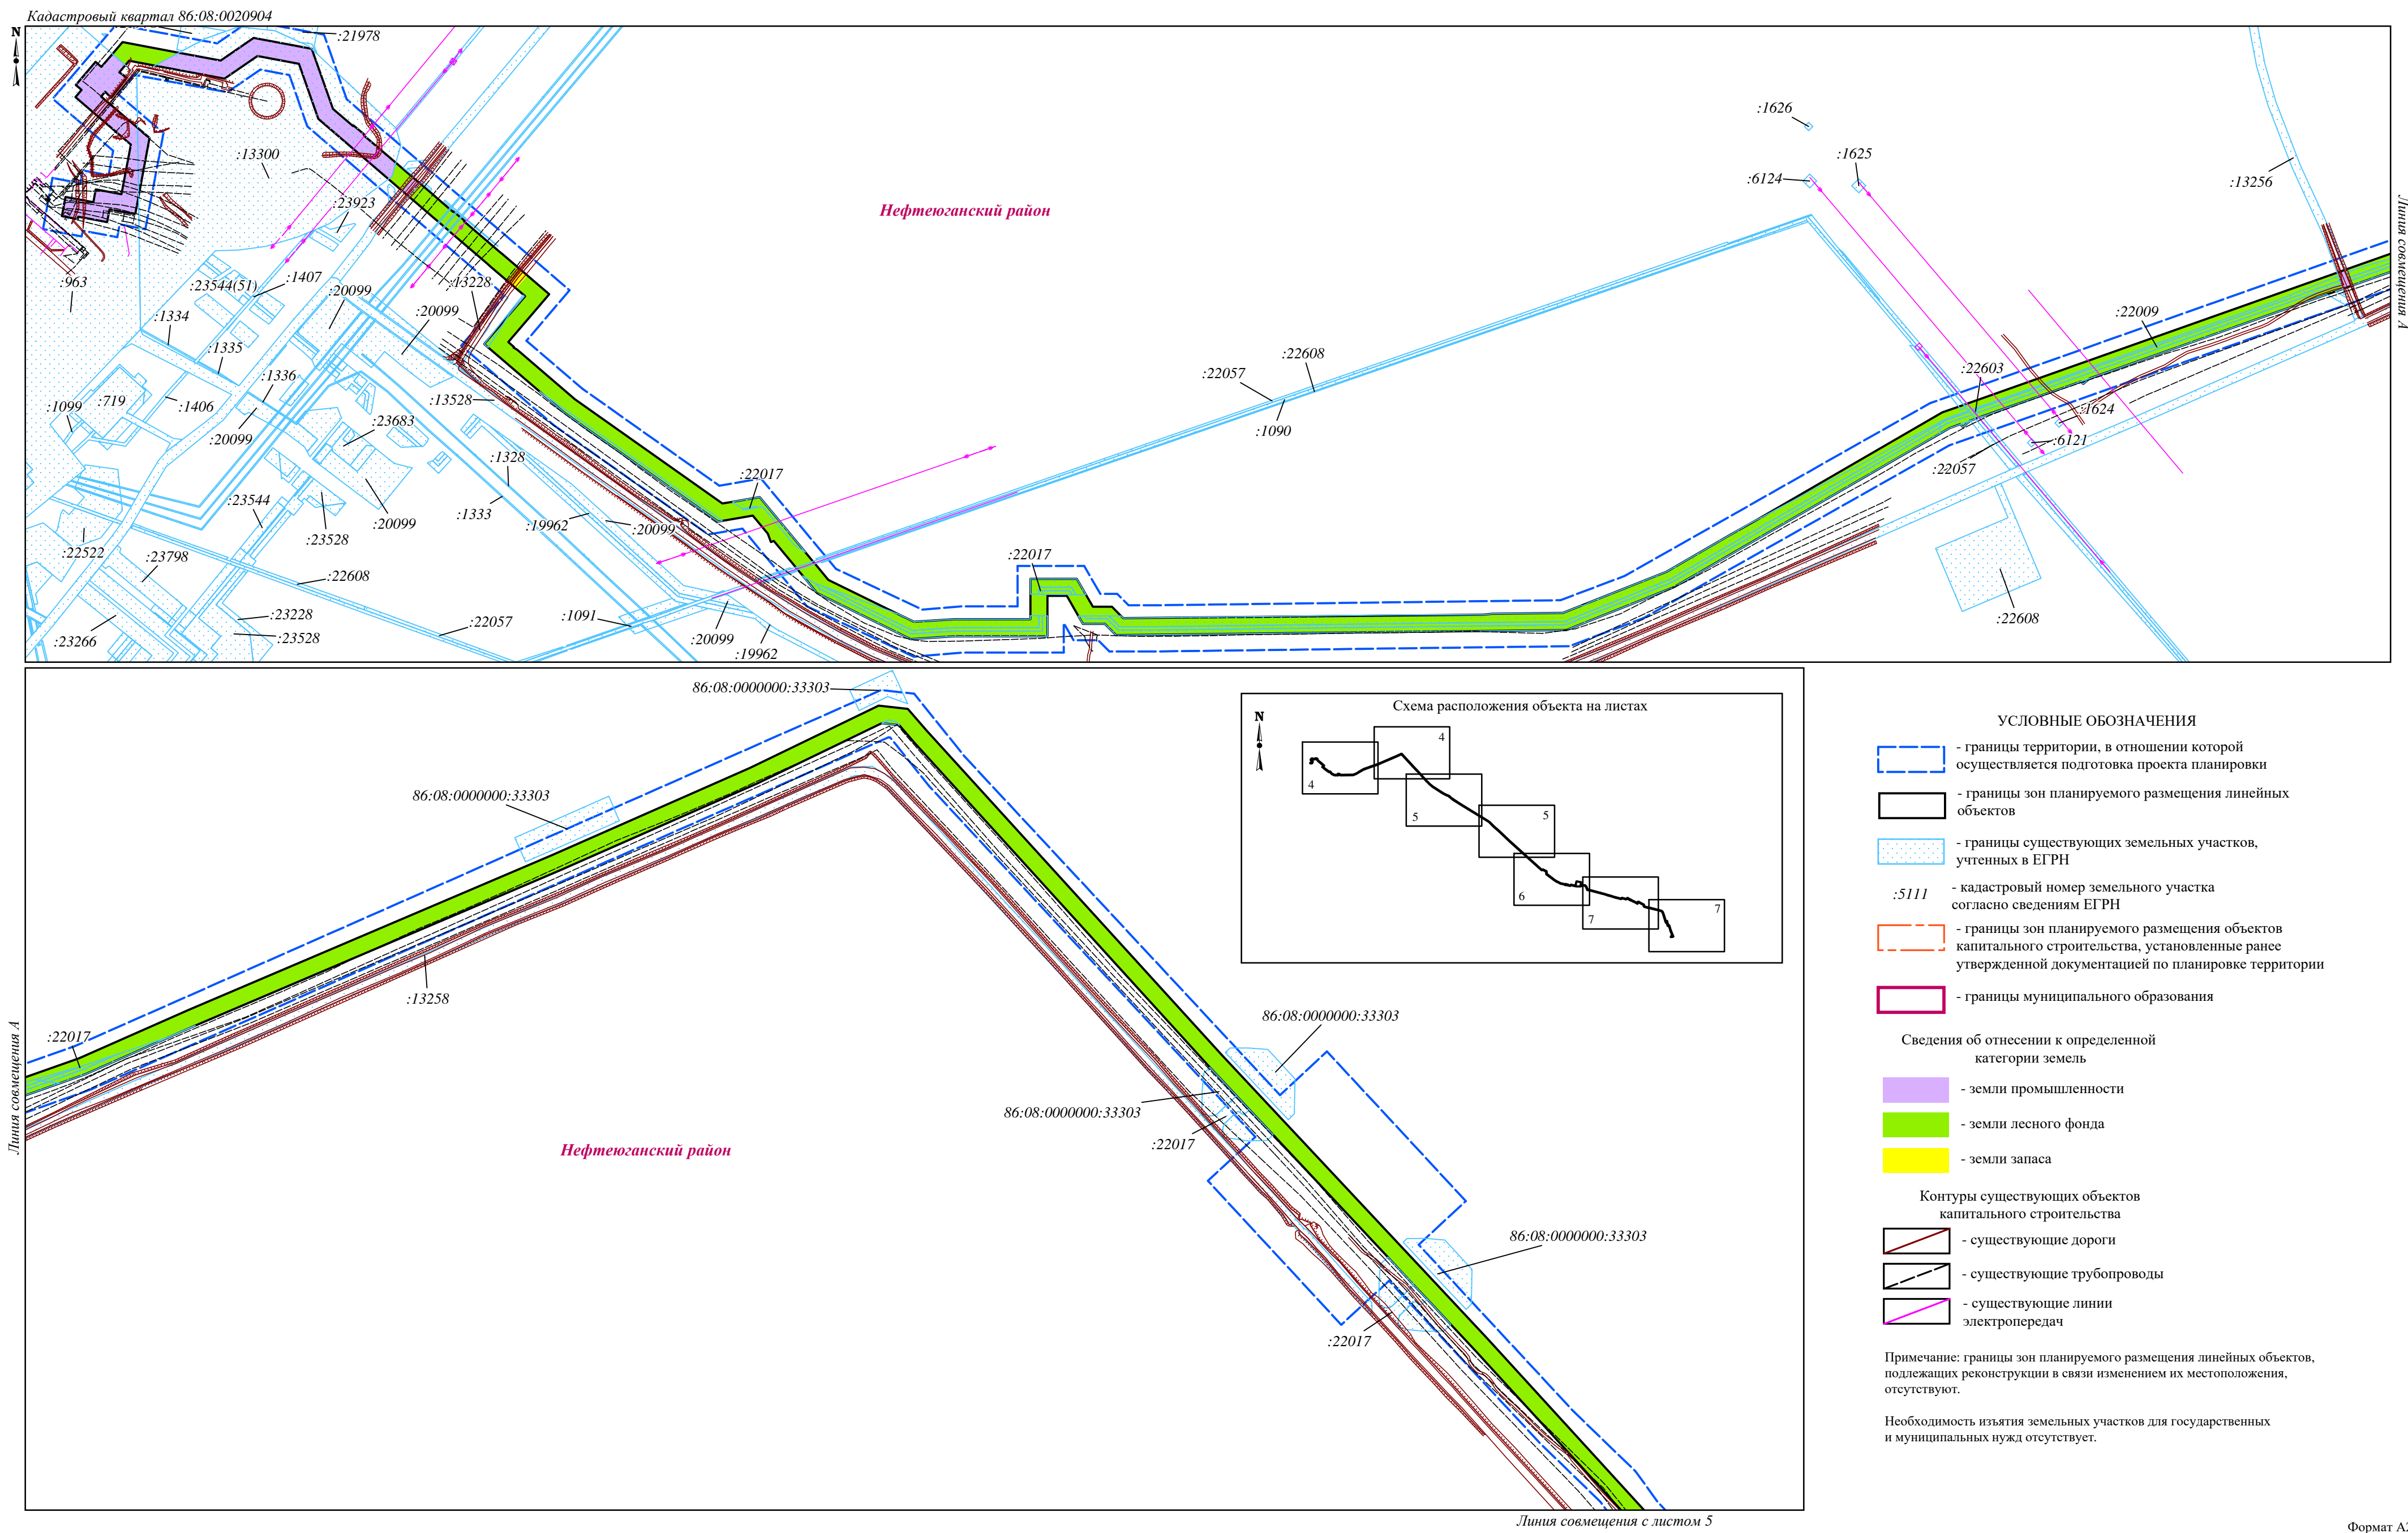 Кадастровый квартал 86:08:0020904
N
:21978
:13300
:23923
:963
:23544(51)
:1407
:20099
:13228
:20099
:1334
:1335
:1336
:1099
:719
:1406
:20099
:13528
:23683
:1328
:1333
:23544
:20099
:23528
:22522
:23798
:19962
:20099
:22608
:23228
:23528
:23266
:22057
:1091
:20099
:19962
:22017
:22017
Нефтеюганский район
:22057
:22608
:1090
:1626
:1625
:6124
:13256
:22009
:22603
:1624
:6121
:22057
:22608
Линия совмещения А
86:08:0000000:33303
86:08:0000000:33303
:13258
:22017
Линия совмещения А
Нефтеюганский район
86:08:0000000:33303
86:08:0000000:33303
:22017
86:08:0000000:33303
:22017
Линия совмещения с листом 5
Схема расположения объекта на листах
N
4
4
5
5
6
7
7
УСЛОВНЫЕ ОБОЗНАЧЕНИЯ
- границы территории, в отношении которой
осуществляется подготовка проекта планировки
- границы зон планируемого размещения линейных
объектов
- границы существующих земельных участков,
учтенных в ЕГРН
:5111
- кадастровый номер земельного участка
согласно сведениям ЕГРН
- границы зон планируемого размещения объектов
капитального строительства, установленные ранее
утвержденной документацией по планировке территории
- границы муниципального образования
Сведения об отнесении к определенной
категории земель
- земли промышленности
- земли лесного фонда
- земли запаса
Контуры существующих объектов
капитального строительства
- существующие дороги
- существующие трубопроводы
- существующие линии
электропередач
Примечание: границы зон планируемого размещения линейных объектов,
подлежащих реконструкции в связи изменением их местоположения,
отсутствуют.
Необходимость изъятия земельных участков для государственных
и муниципальных нужд отсутствует.
Формат